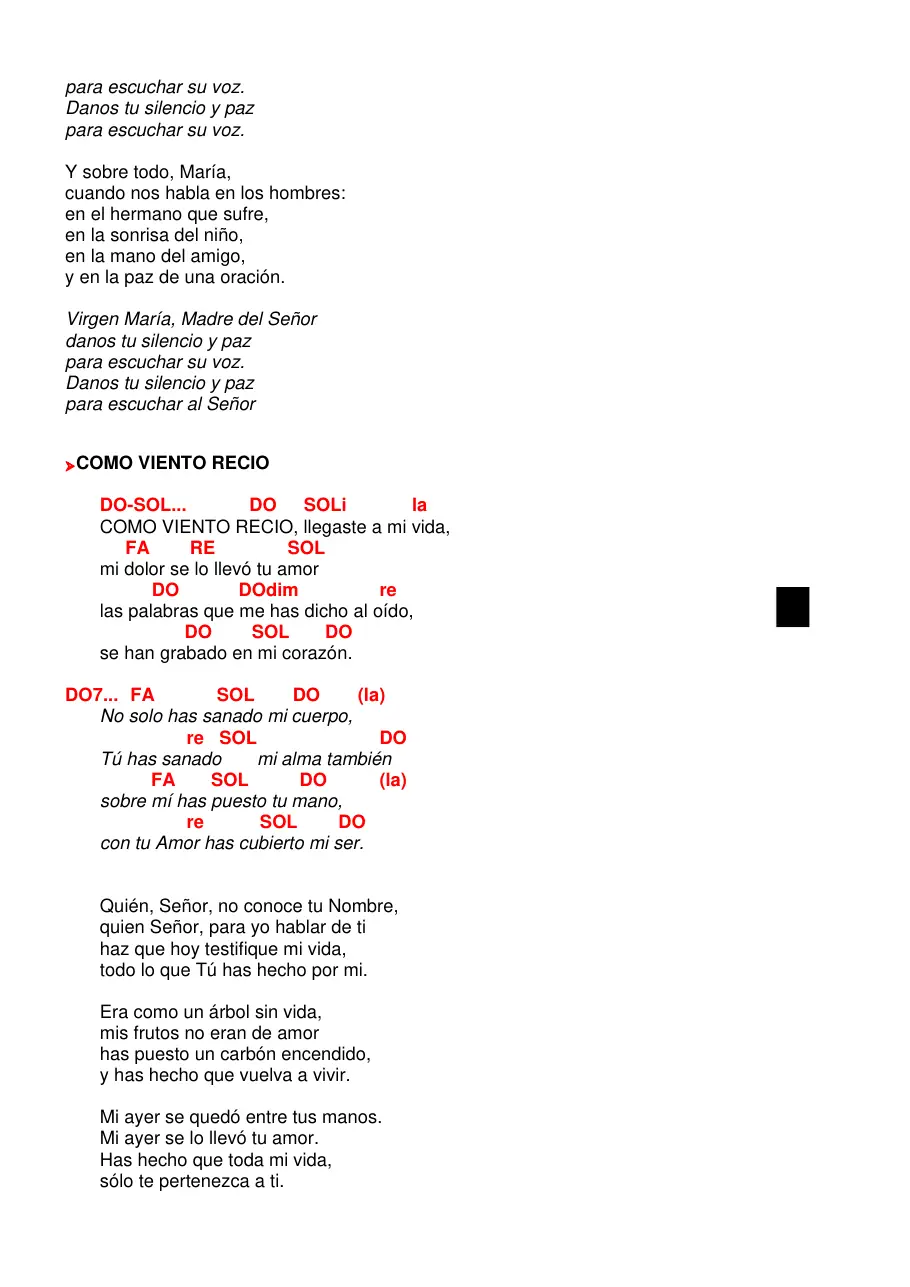 para escuchar su voz.
Danos tu silencio y paz
para escuchar su voz.
Y sobre todo, María,
cuando nos habla en los hombres:
en el hermano que sufre,
en la sonrisa del niño,
en la mano del amigo,
y en la paz de una oración.
Virgen María, Madre del Señor
danos tu silencio y paz
para escuchar su voz.
Danos tu silencio y paz
para escuchar al Señor
COMO VIENTO RECIO
DO-SOL... DO SOLi la
COMO VIENTO RECIO, llegaste a mi vida,
FA RE SOL
mi dolor se lo llevó tu amor
DO DOdim re
las palabras que me has dicho al oído,
DO SOL DO
se han grabado en mi corazón.
DO7... FA SOL DO (la)
No solo has sanado mi cuerpo,
re SOL DO
Tú has sanado mi alma también
FA SOL DO (la)
sobre mí has puesto tu mano,
re SOL DO
con tu Amor has cubierto mi ser.
Quién, Señor, no conoce tu Nombre,
quien Señor, para yo hablar de ti
haz que hoy testifique mi vida,
todo lo que Tú has hecho por mi.
Era como un árbol sin vida,
mis frutos no eran de amor
has puesto un carbón encendido,
y has hecho que vuelva a vivir.
Mi ayer se quedó entre tus manos.
Mi ayer se lo llevó tu amor.
Has hecho que toda mi vida,
sólo te pertenezca a ti.